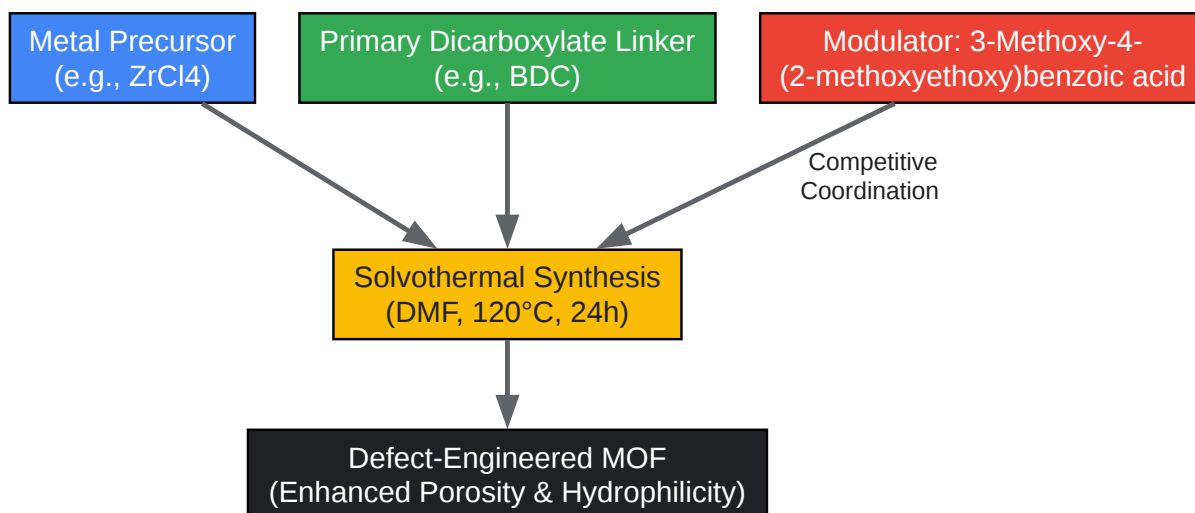 Metal Precursor
(e.g., ZrCl4)
Primary Dicarboxylate Linker
(e.g., BDC)
Modulator: 3-Methoxy-4-
(2-methoxyethoxy)benzoic acid
Competitive
Coordination
Solvothermal Synthesis
(DMF, 120°C, 24h)
Defect-Engineered MOF
(Enhanced Porosity & Hydrophilicity)